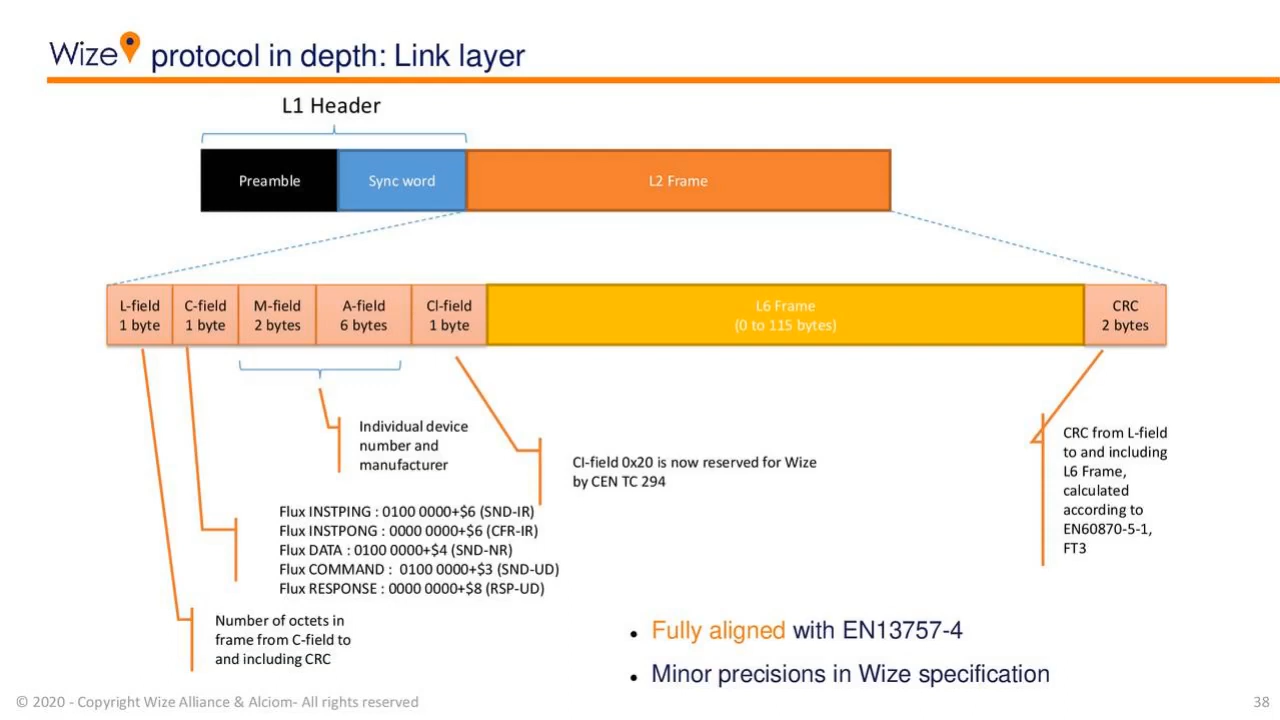 Wize protocol in depth: Link layer
L1 Header
Preamble
Sync word
L2 Frame
L-field
1 byte
C-field
1 byte
M-field
2 bytes
A-field
6 bytes
CI-field
1 byte
L6 Frame
(0 to 115 bytes)
CRC
2 bytes
Individual device
number and
manufacturer
CI-field 0x20 is now reserved for Wize
by CEN TC 294
CRC from L-field
to and including
L6 Frame,
calculated
according to
EN60870-5-1,
FT3
Flux INSTPING : 0100 0000+$6 (SND-IR)
Flux INSTPONG : 0000 0000+$6 (CFR-IR)
Flux DATA : 0100 0000+$4 (SND-NR)
Flux COMMAND : 0100 0000+$3 (SND-UD)
Flux RESPONSE : 0000 0000+$8 (RSP-UD)
Number of octets in
frame from C-field to
and including CRC
• Fully aligned with EN13757-4
• Minor precisions in Wize specification
© 2020 - Copyright Wize Alliance & Alciom- All rights reserved
38